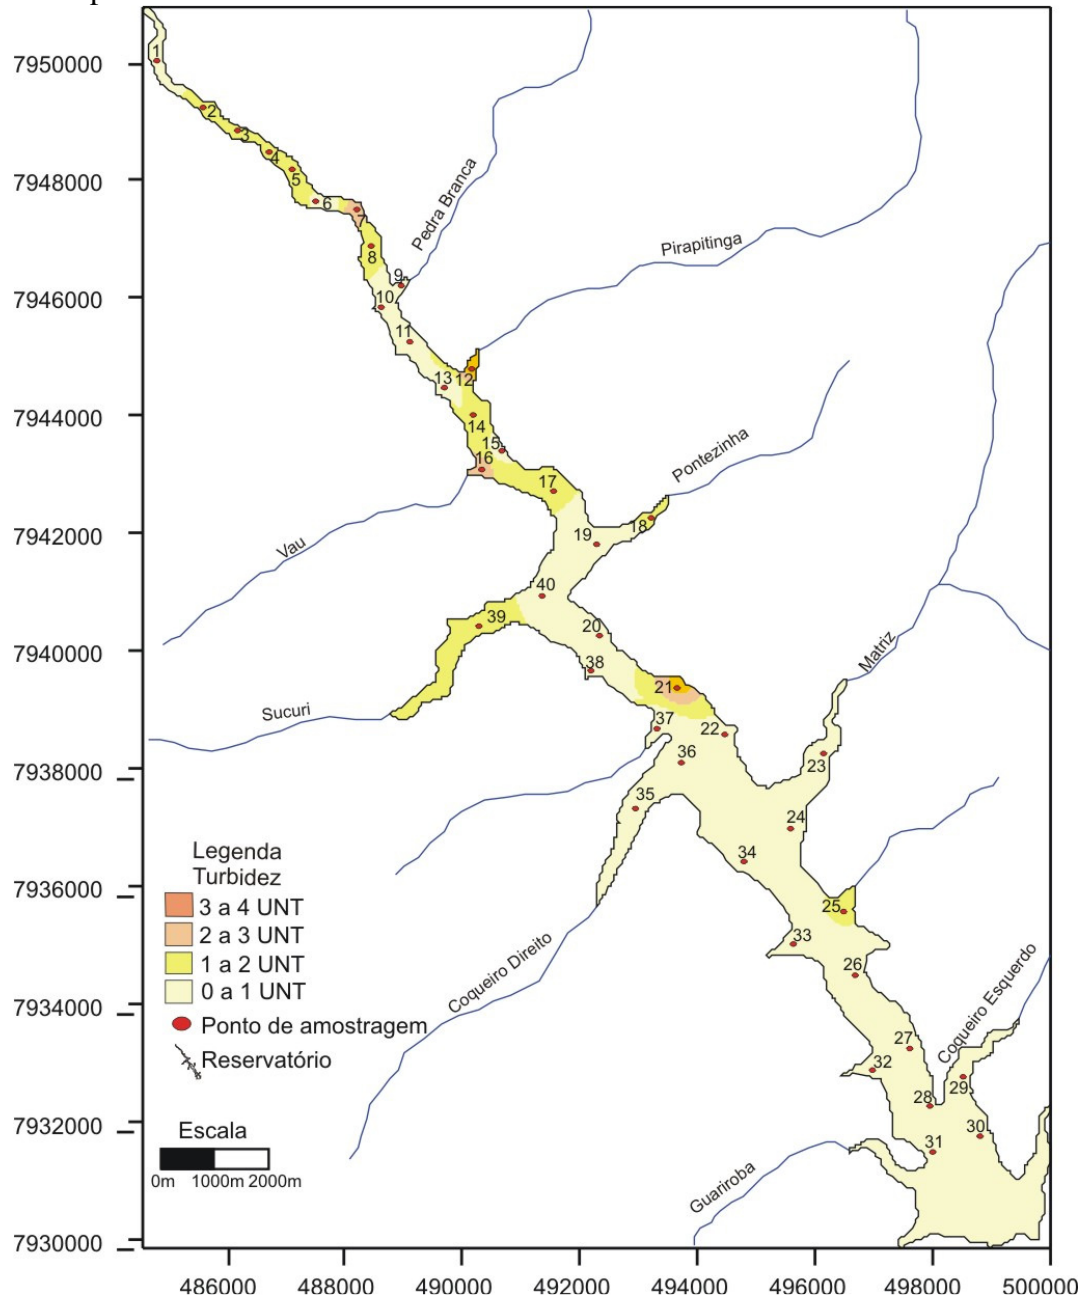 7950000
7948000
7946000
7944000
7942000
7940000
7938000
7936000
7934000
7932000
7930000
1
2
3
4
5
6
7
8
9
10
11
13
12
14
15
16
17
18
19
40
39
20
38
21
37
22
36
23
35
24
34
25
33
26
27
32
28
29
30
31
Pedra Branca
Pirapitinga
Pontezinha
Vau
Sucuri
Matriz
Coqueiro Direito
Coqueiro Esquerdo
Guariroba
Legenda
Turbidez
3 a 4 UNT
2 a 3 UNT
1 a 2 UNT
0 a 1 UNT
Ponto de amostragem
Reservatório
Escala
0m 1000m 2000m
486000 488000 490000 492000 494000 496000 498000 500000